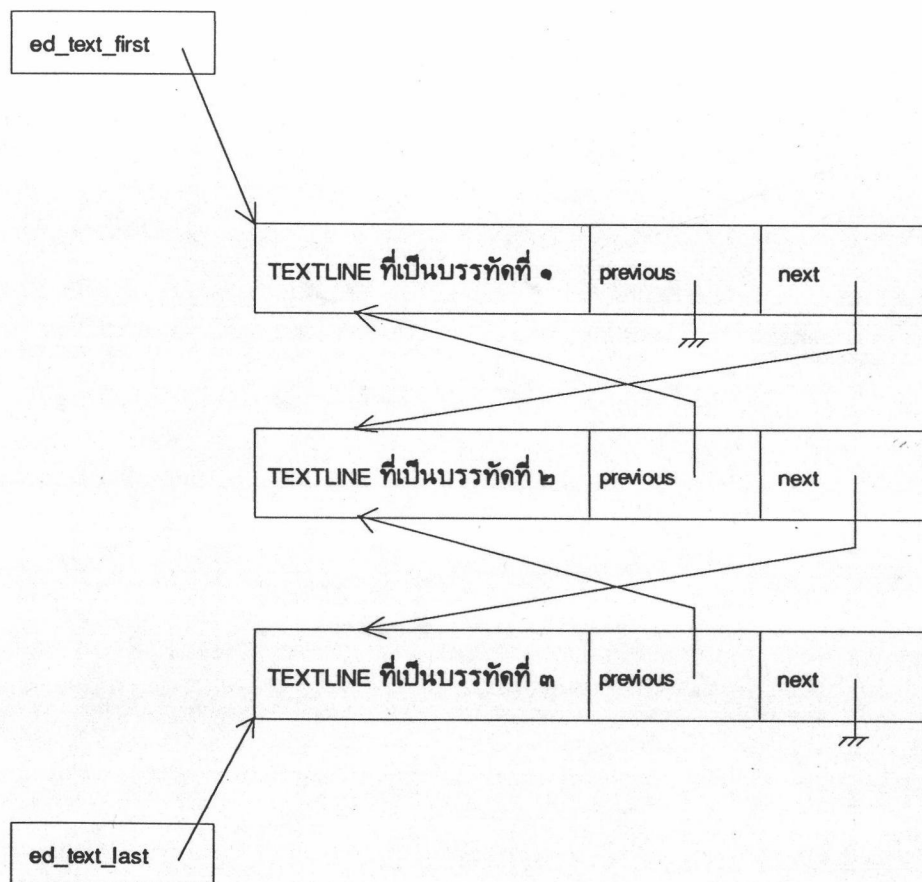 ed_text_first
TEXTLINE ที่เป็นบรรทัดที่ ๑ previous next
TEXTLINE ที่เป็นบรรทัดที่ ๒ previous next
TEXTLINE ที่เป็นบรรทัดที่ ๓ previous next
ed_text_last